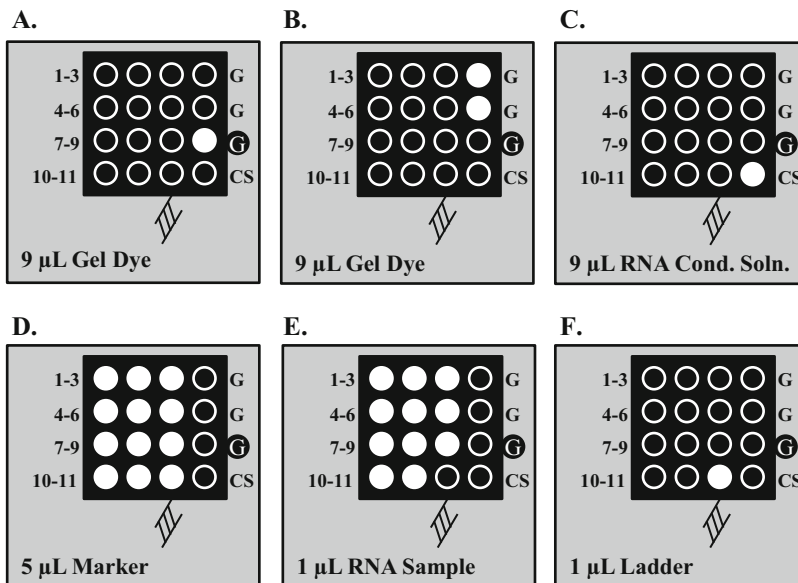 A.
1-3 G
4-6 G
7-9 G
10-11 CS
9 µL Gel Dye
B.
1-3 G
4-6 G
7-9 G
10-11 CS
9 µL Gel Dye
C.
1-3 G
4-6 G
7-9 G
10-11 CS
9 µL RNA Cond. Soln.
D.
1-3 G
4-6 G
7-9 G
10-11 CS
5 µL Marker
E.
1-3 G
4-6 G
7-9 G
10-11 CS
1 µL RNA Sample
F.
1-3 G
4-6 G
7-9 G
10-11 CS
1 µL Ladder